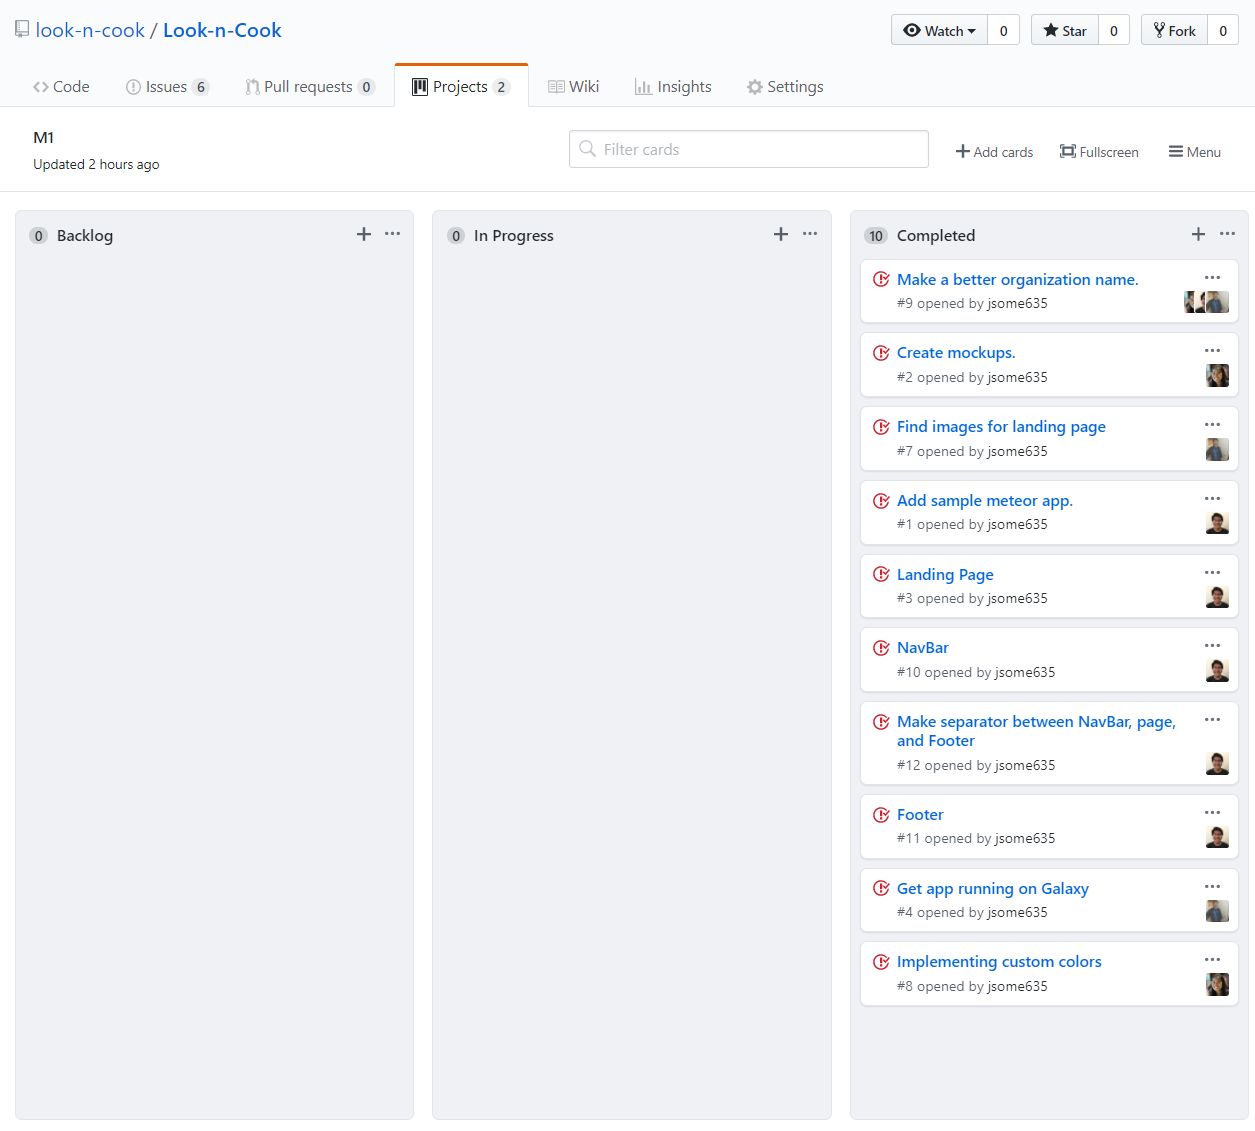 look-n-cook / Look-n-Cook
Watch 0 Star 0 Fork 0
Code Issues 6 Pull requests 0 Projects 2 Wiki Insights Settings
M1
Updated 2 hours ago
Filter cards
Add cards Fullscreen Menu
0 Backlog
0 In Progress
10 Completed
Make a better organization name.
#9 opened by jsome635
Create mockups.
#2 opened by jsome635
Find images for landing page
#7 opened by jsome635
Add sample meteor app.
#1 opened by jsome635
Landing Page
#3 opened by jsome635
NavBar
#10 opened by jsome635
Make separator between NavBar, page,
and Footer
#12 opened by jsome635
Footer
#11 opened by jsome635
Get app running on Galaxy
#4 opened by jsome635
Implementing custom colors
#8 opened by jsome635